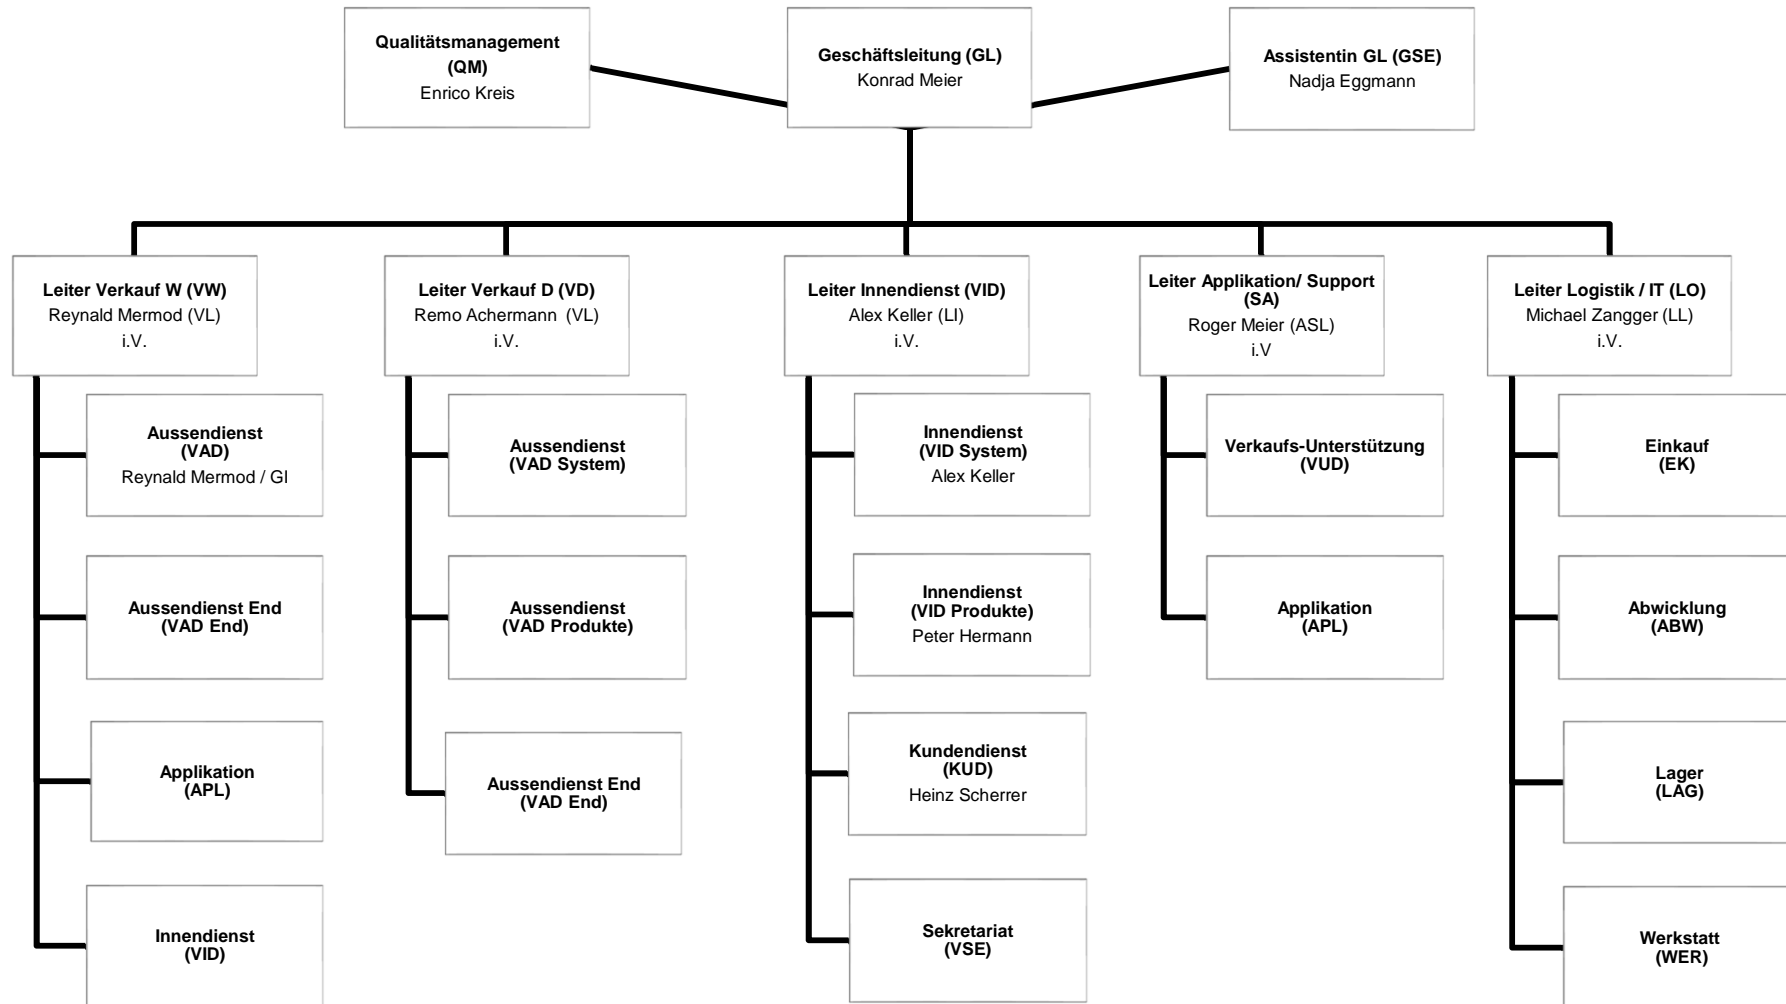 Qualitätsmanagement
(QM)
Enrico Kreis
Geschäftsleitung (GL)
Konrad Meier
Assistentin GL (GSE)
Nadja Eggmann
Leiter Verkauf W (VW)
Reynald Mermod (VL)
i.V.
Leiter Verkauf D (VD)
Remo Achermann (VL)
i.V.
Leiter Innendienst (VID)
Alex Keller (LI)
i.V.
Leiter Applikation/ Support
(SA)
Roger Meier (ASL)
i.V
Leiter Logistik / IT (LO)
Michael Zangger (LL)
i.V.
Aussendienst
(VAD)
Reynald Mermod / GI
Aussendienst End
(VAD End)
Applikation
(APL)
Innendienst
(VID)
Aussendienst
(VAD System)
Aussendienst
(VAD Produkte)
Aussendienst End
(VAD End)
Innendienst
(VID System)
Alex Keller
Innendienst
(VID Produkte)
Peter Hermann
Kundendienst
(KUD)
Heinz Scherrer
Sekretariat
(VSE)
Verkaufs-Unterstützung
(VUD)
Applikation
(APL)
Einkauf
(EK)
Abwicklung
(ABW)
Lager
(LAG)
Werkstatt
(WER)